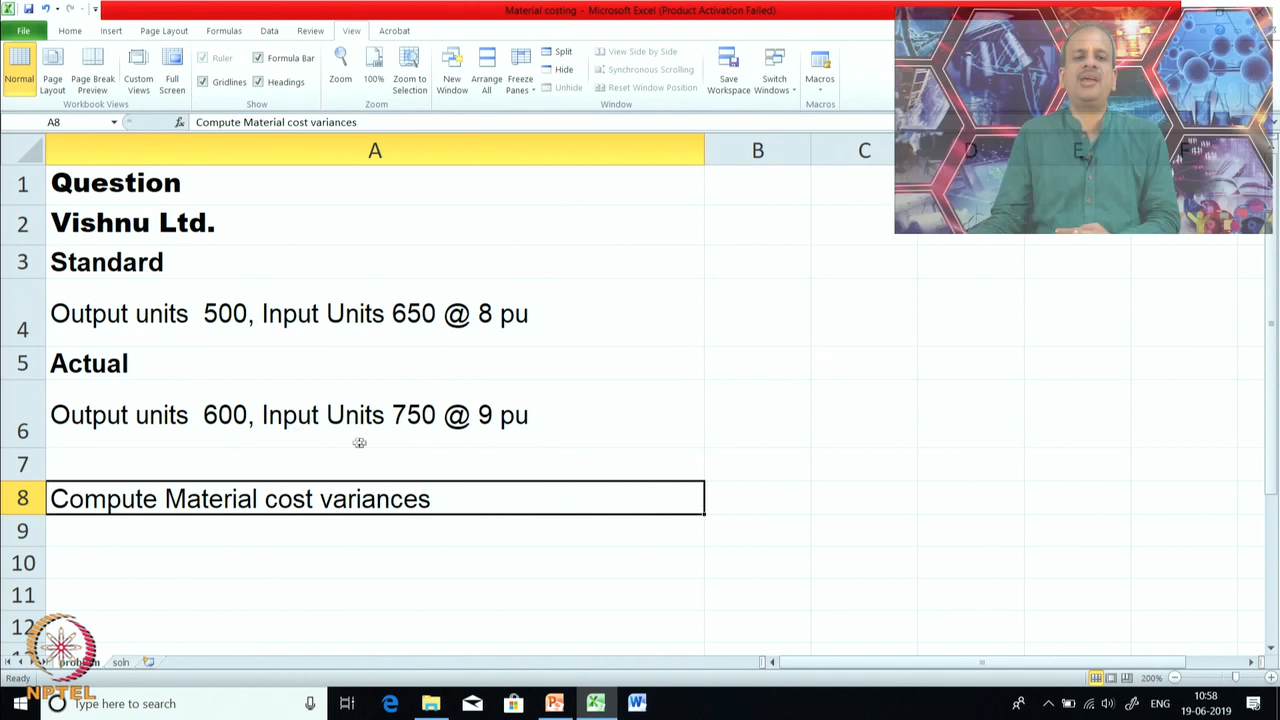 Material costing - Microsoft Excel (Product Activation Failed)
File Home Insert Page Layout Formulas Data Review View Acrobat
Normal Page Layout Page Break Preview Custom Views Full Screen
Workbook Views
Ruler Formula Bar
Gridlines Headings
Show
Zoom 100% Zoom to Selection
Zoom
New Window Arrange All Freeze Panes
Split
Hide
Unhide
View Side by Side
Synchronous Scrolling
Reset Window Position
Window
Save Workspace Switch Windows
Macros
Macros
A8 fx Compute Material cost variances
A B C D E F
1 Question
2 Vishnu Ltd.
3 Standard
4 Output units 500, Input Units 650 @ 8 pu
5 Actual
6 Output units 600, Input Units 750 @ 9 pu
7
8 Compute Material cost variances
9
10
11
12
problem soln
Ready 200%
NPTEL
Type here to search
ENG
10:58
19-06-2019